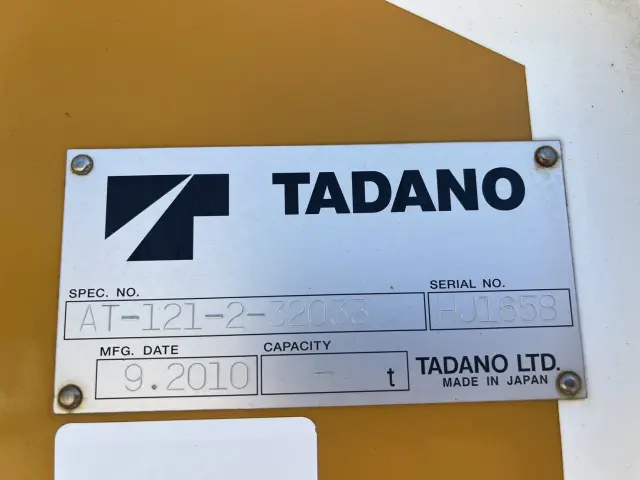 TADANO
SPEC. NO.
AT-121-2-32033
SERIAL NO.
HJ1658
MFG. DATE
9.2010
CAPACITY
- t
TADANO LTD.
MADE IN JAPAN